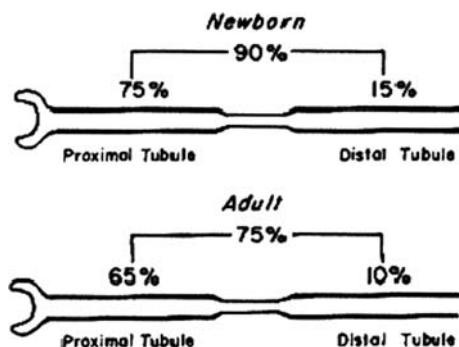 Newborn
90%
75% 15%
Proximal Tubule Distal Tubule
Adult
75%
65% 10%
Proximal Tubule Distal Tubule